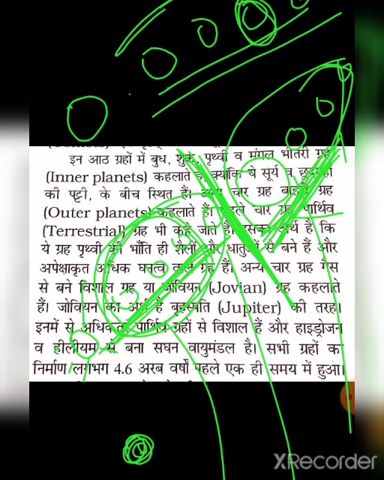 इन आठ ग्रहों में बुध, शुक्र, पृथ्वी व मंगल भीतरी ग्रह
(Inner planets) कहलाते हैं, क्योंकि ये सूर्य व
की पट्टी, के बीच स्थित हैं। अन्य चार ग्रह बाहरी ग्रह
(Outer planets) कहलाते हैं। पहले चार ग्रह पार्थिव
(Terrestrial) ग्रह भी कहे जाते हैं। इसका अर्थ है कि
ये ग्रह पृथ्वी की भाँति ही शैलों और धातुओं से बने हैं और
अपेक्षाकृत अधिक घनत्व वाले ग्रह हैं। अन्य चार ग्रह गैस
से बने विशाल ग्रह या जोवियन (Jovian) ग्रह कहलाते
हैं। जोवियन का अर्थ है बृहस्पति (Jupiter) की तरह।
इनमें से अधिकतर पार्थिव ग्रहों से विशाल हैं और हाइड्रोजन
व हीलीयम से बना सघन वायुमंडल है। सभी ग्रहों का
निर्माण लगभग 4.6 अरब वर्षों पहले एक ही समय में हुआ।
XRecorder